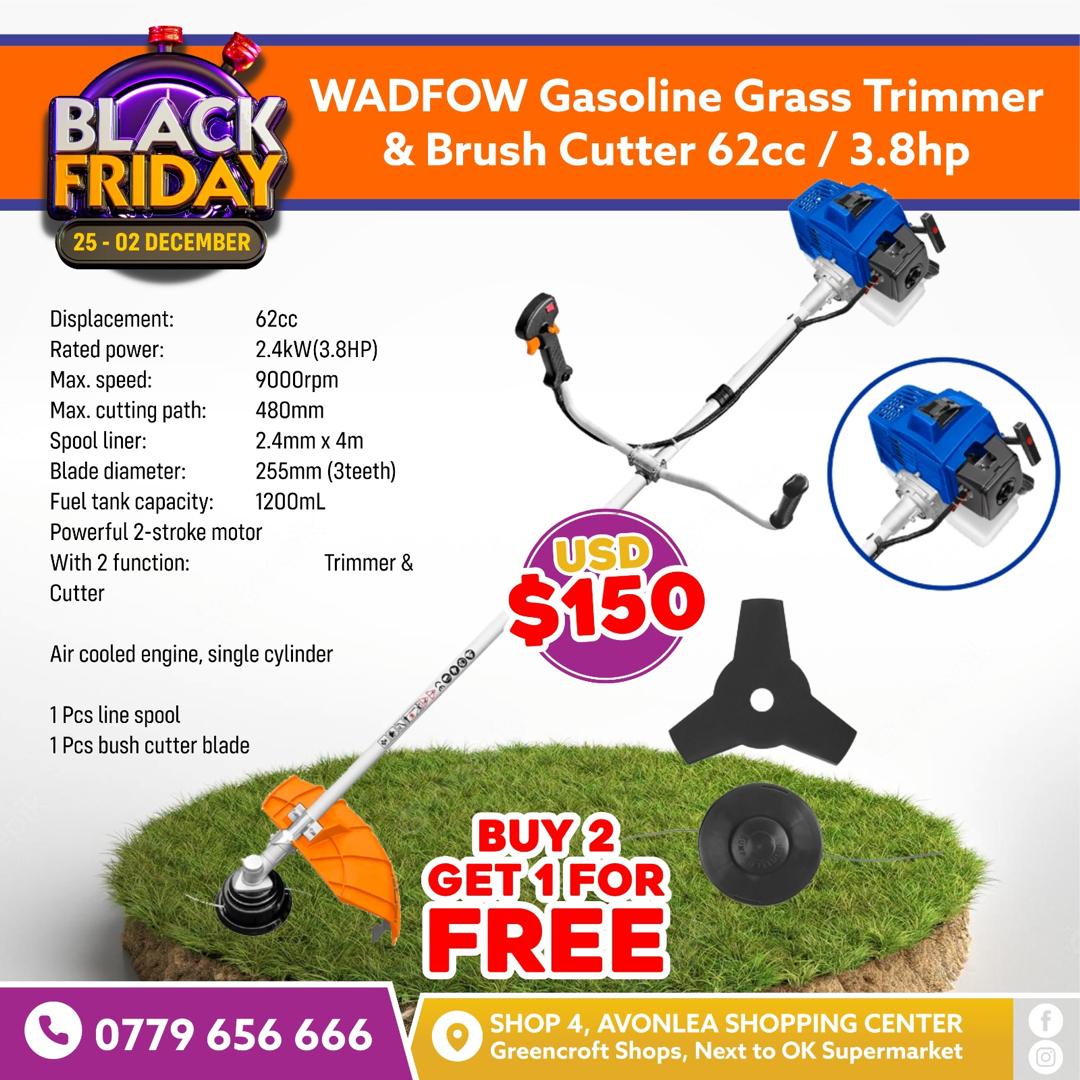 BLACK
FRIDAY
25 - 02 DECEMBER
WADFOW Gasoline Grass Trimmer
& Brush Cutter 62cc / 3.8hp
Displacement: 62cc
Rated power: 2.4kW(3.8HP)
Max. speed: 9000rpm
Max. cutting path: 480mm
Spool liner: 2.4mm x 4m
Blade diameter: 255mm (3teeth)
Fuel tank capacity: 1200mL
Powerful 2-stroke motor
With 2 function: Trimmer &
Cutter
Air cooled engine, single cylinder
1 Pcs line spool
1 Pcs bush cutter blade
USD
$150
BUY 2
GET 1 FOR
FREE
0779 656 666
SHOP 4, AVONLEA SHOPPING CENTER
Greencroft Shops, Next to OK Supermarket